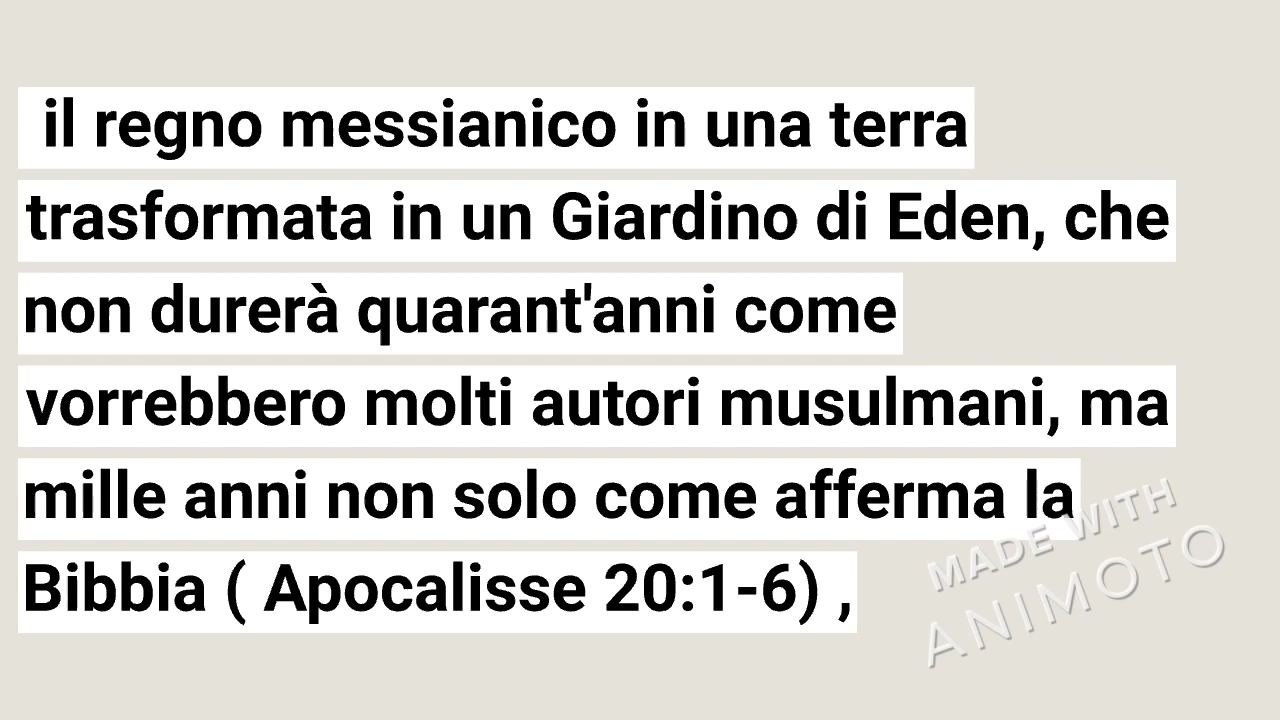 il regno messianico in una terra
trasformata in un Giardino di Eden, che
non durerà quarant'anni come
vorrebbero molti autori musulmani, ma
mille anni non solo come afferma la
Bibbia ( Apocalisse 20:1-6) ,
MADE WITH
ANIMOTO